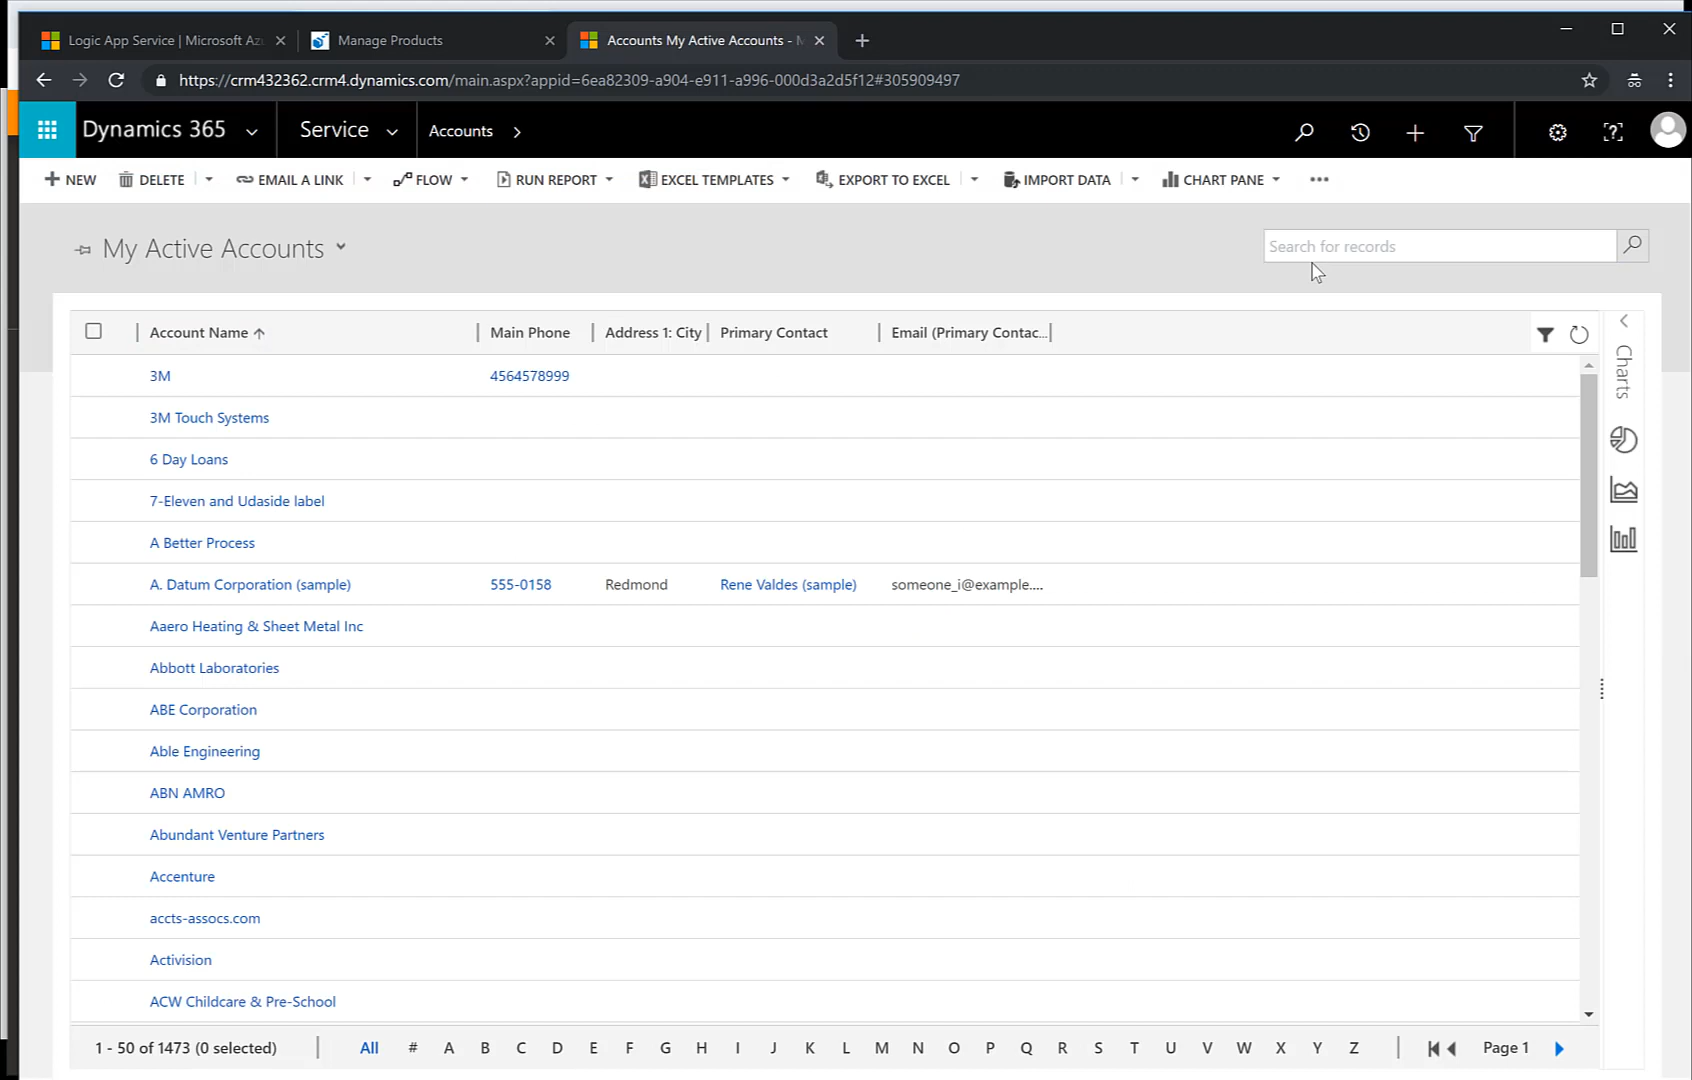 Logic App Service | Microsoft Az
Manage Products
Accounts My Active Accounts -
https://crm432362.crm4.dynamics.com/main.aspx?appid=6ea82309-a904-e911-a996-000d3a2d5f12#305909497
Dynamics 365
Service
Accounts
NEW
DELETE
EMAIL A LINK
FLOW
RUN REPORT
EXCEL TEMPLATES
EXPORT TO EXCEL
IMPORT DATA
CHART PANE
My Active Accounts
Search for records
Account Name
Main Phone
Address 1: City
Primary Contact
Email (Primary Contac...
Charts
3M 4564578999
3M Touch Systems
6 Day Loans
7-Eleven and Udaside label
A Better Process
A. Datum Corporation (sample) 555-0158 Redmond Rene Valdes (sample) someone_i@example....
Aaero Heating & Sheet Metal Inc
Abbott Laboratories
ABE Corporation
Able Engineering
ABN AMRO
Abundant Venture Partners
Accenture
accts-assocs.com
Activision
ACW Childcare & Pre-School
1 - 50 of 1473 (0 selected)
All # A B C D E F G H I J K L M N O P Q R S T U V W X Y Z
Page 1